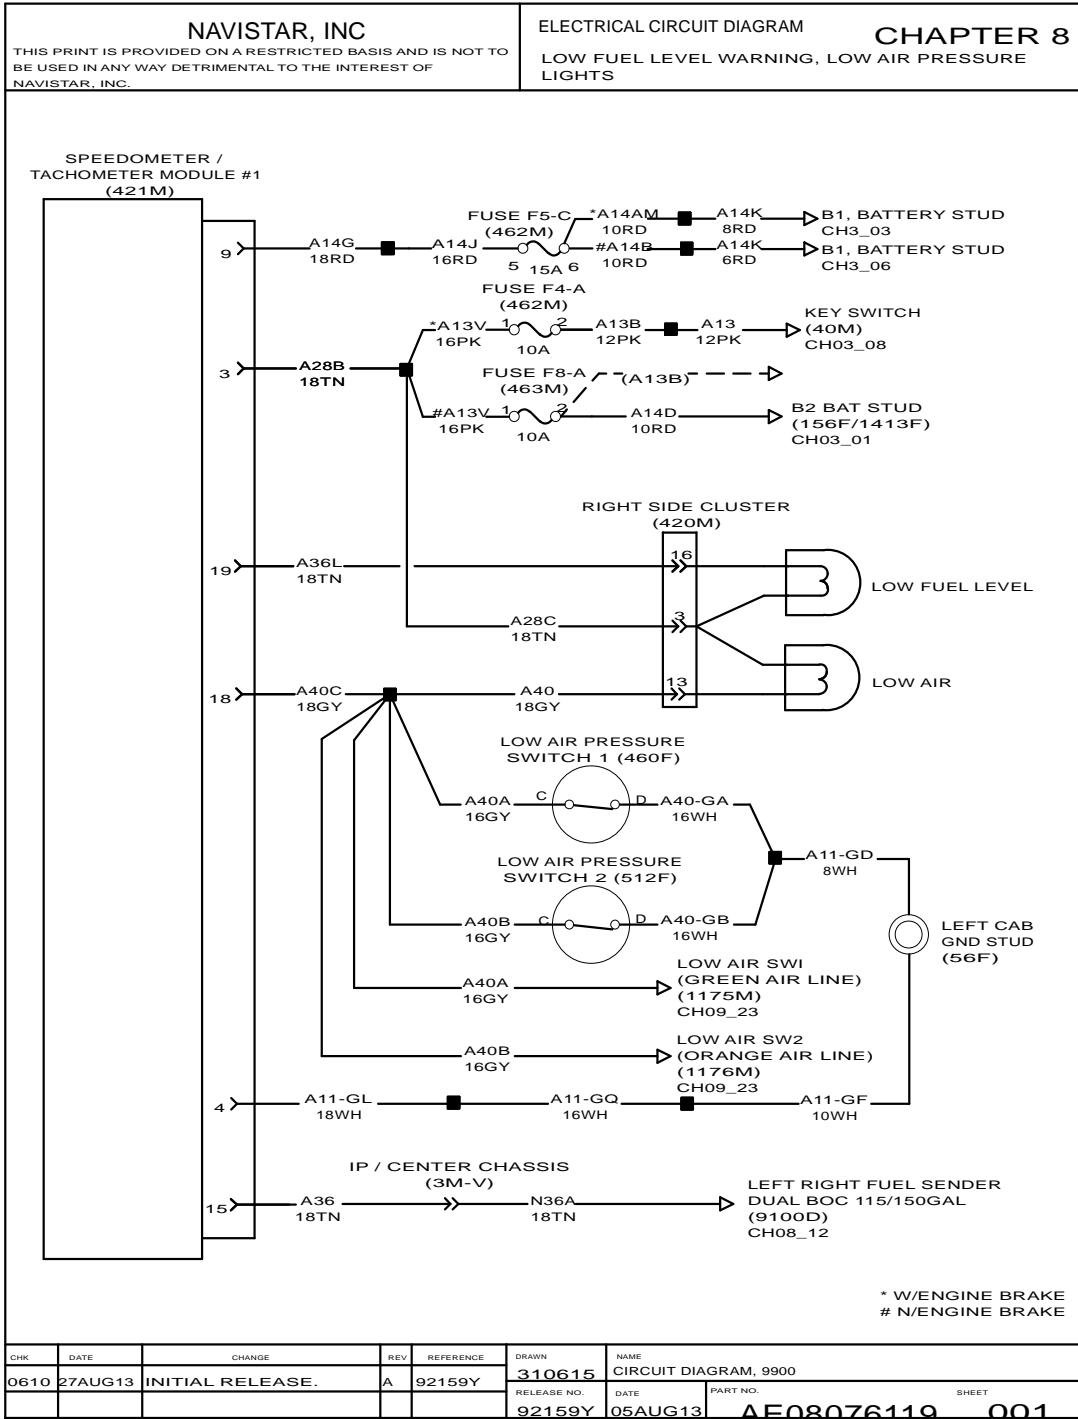 NAVISTAR, INC
THIS PRINT IS PROVIDED ON A RESTRICTED BASIS AND IS NOT TO
BE USED IN ANY WAY DETRIMENTAL TO THE INTEREST OF
NAVISTAR, INC.
ELECTRICAL CIRCUIT DIAGRAM
CHAPTER 8
LOW FUEL LEVEL WARNING, LOW AIR PRESSURE
LIGHTS
SPEEDOMETER /
TACHOMETER MODULE #1
(421M)
9
A14G
18RD
A14J
16RD
FUSE F5-C
(462M)
5 15A 6
*A14AM
10RD
A14K
8RD
B1, BATTERY STUD
CH3_03
#A14B
10RD
A14K
6RD
B1, BATTERY STUD
CH3_06
FUSE F4-A
(462M)
*A13V
16PK
1
2
10A
A13B
12PK
A13
12PK
KEY SWITCH
(40M)
CH03_08
3
A28B
18TN
FUSE F8-A
(463M)
(A13B)
#A13V
16PK
1
2
10A
A14D
10RD
B2 BAT STUD
(156F/1413F)
CH03_01
RIGHT SIDE CLUSTER
(420M)
19
A36L
18TN
16
LOW FUEL LEVEL
A28C
18TN
3
18
A40C
18GY
A40
18GY
13
LOW AIR
LOW AIR PRESSURE
SWITCH 1 (460F)
A40A
16GY
C
D
A40-GA
16WH
A11-GD
8WH
LOW AIR PRESSURE
SWITCH 2 (512F)
A40B
16GY
C
D
A40-GB
16WH
LEFT CAB
GND STUD
(56F)
A40A
16GY
LOW AIR SWI
(GREEN AIR LINE)
(1175M)
CH09_23
A40B
16GY
LOW AIR SW2
(ORANGE AIR LINE)
(1176M)
CH09_23
4
A11-GL
18WH
A11-GQ
16WH
A11-GF
10WH
IP / CENTER CHASSIS
(3M-V)
15
A36
18TN
N36A
18TN
LEFT RIGHT FUEL SENDER
DUAL BOC 115/150GAL
(9100D)
CH08_12
* W/ENGINE BRAKE
# N/ENGINE BRAKE
CHK DATE CHANGE REV REFERENCE
0610 27AUG13 INITIAL RELEASE. A 92159Y
DRAWN
310615
NAME
CIRCUIT DIAGRAM, 9900
RELEASE NO.
92159Y
DATE
05AUG13
PART NO.
AE08076119
SHEET
001